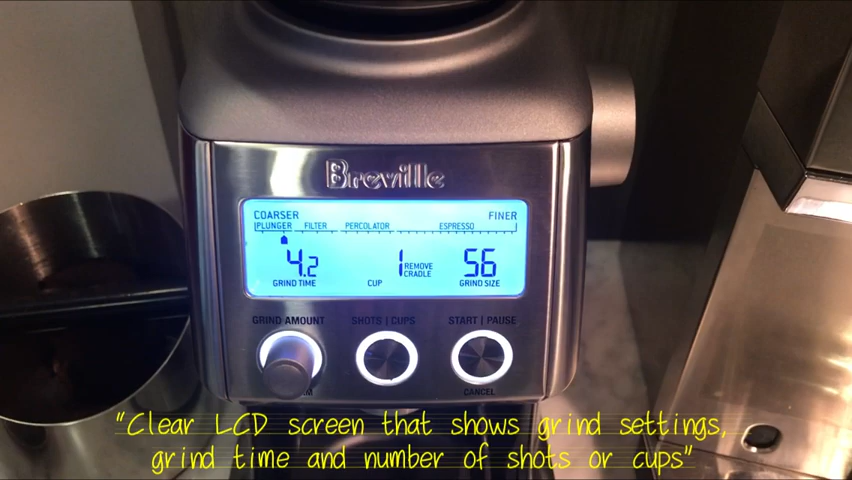 Breville
COARSER FINER
PLUNGER FILTER PERCOLATOR ESPRESSO
4.2 1 REMOVE CRADLE 56
GRIND TIME CUP GRIND SIZE
GRIND AMOUNT SHOTS | CUPS START | PAUSE
CANCEL
"Clear LCD screen that shows grind settings,
grind time and number of shots or cups"